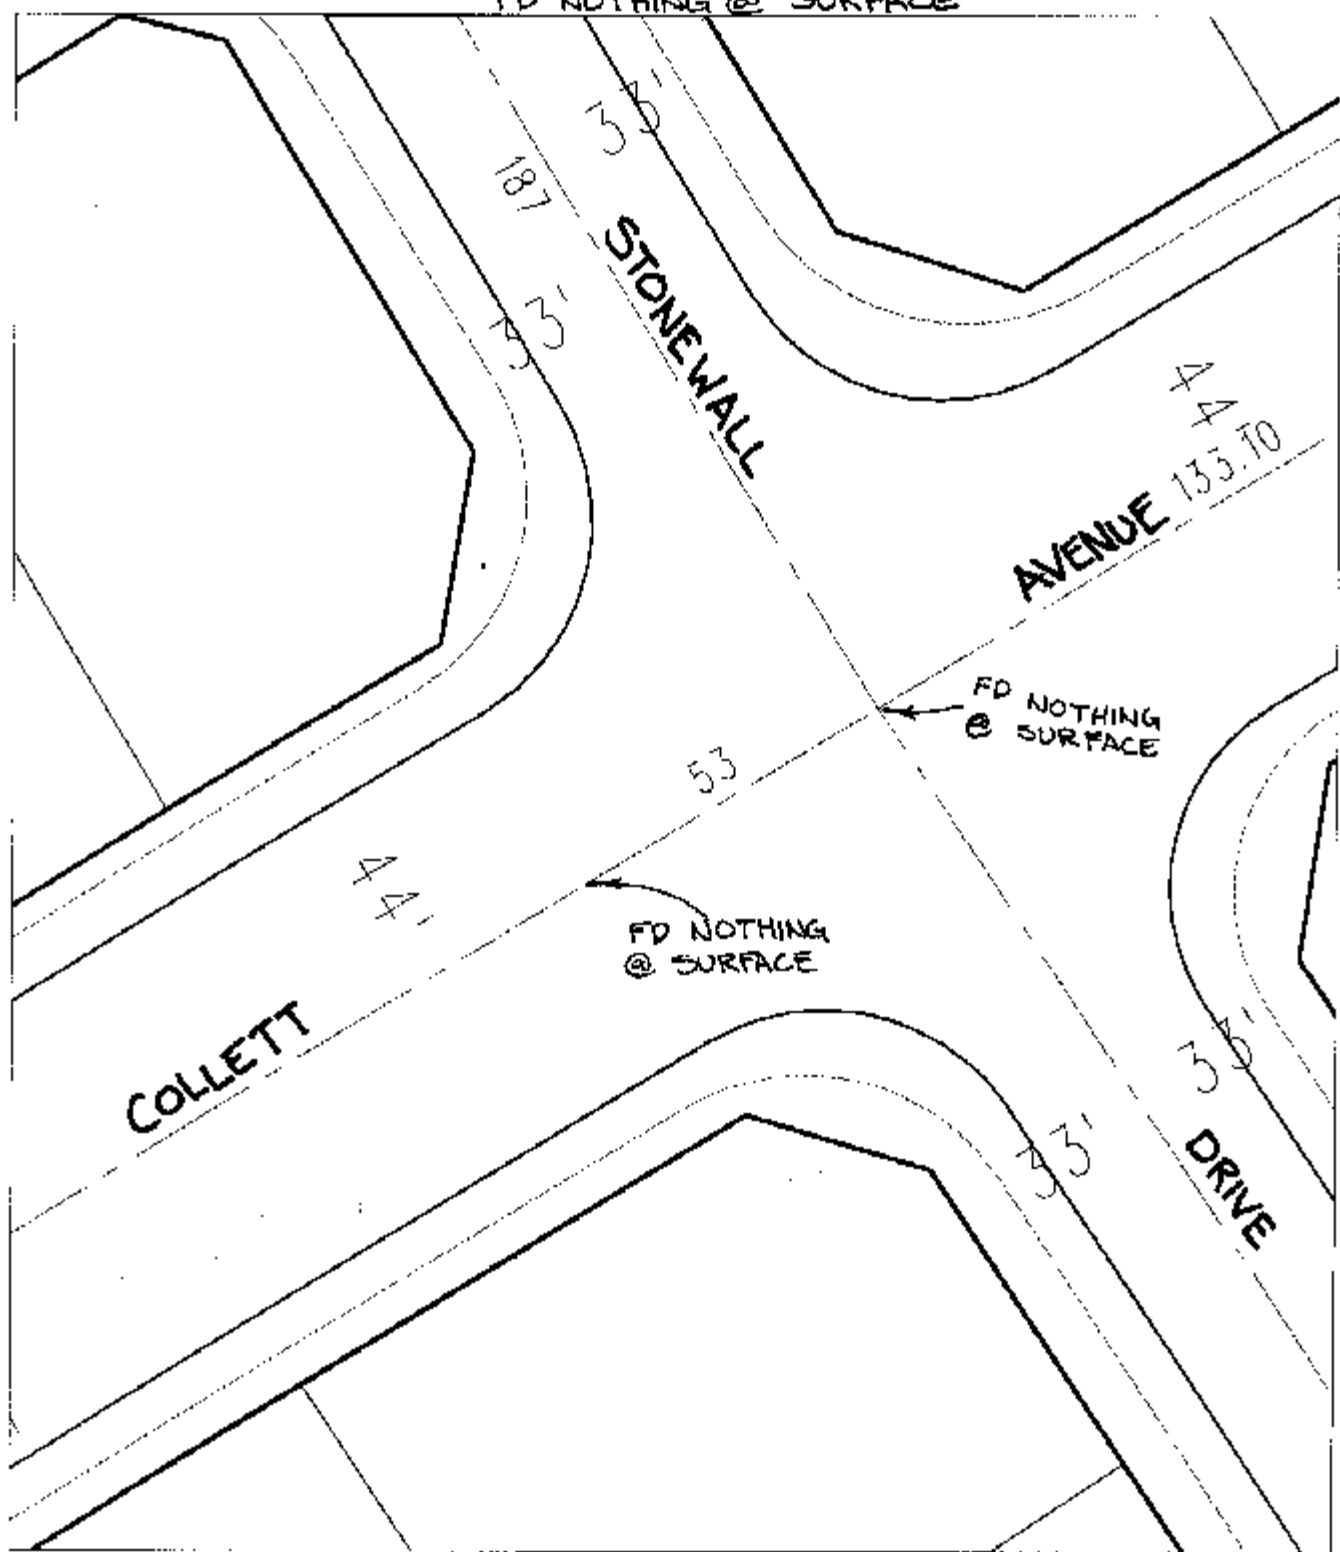 FD NOTHING @ SURFACE
33'
187
STONEWALL
33'
44'
133.10
AVENUE
FD NOTHING
@ SURFACE
53
44'
FD NOTHING
@ SURFACE
COLLETT
33'
33'
DRIVE